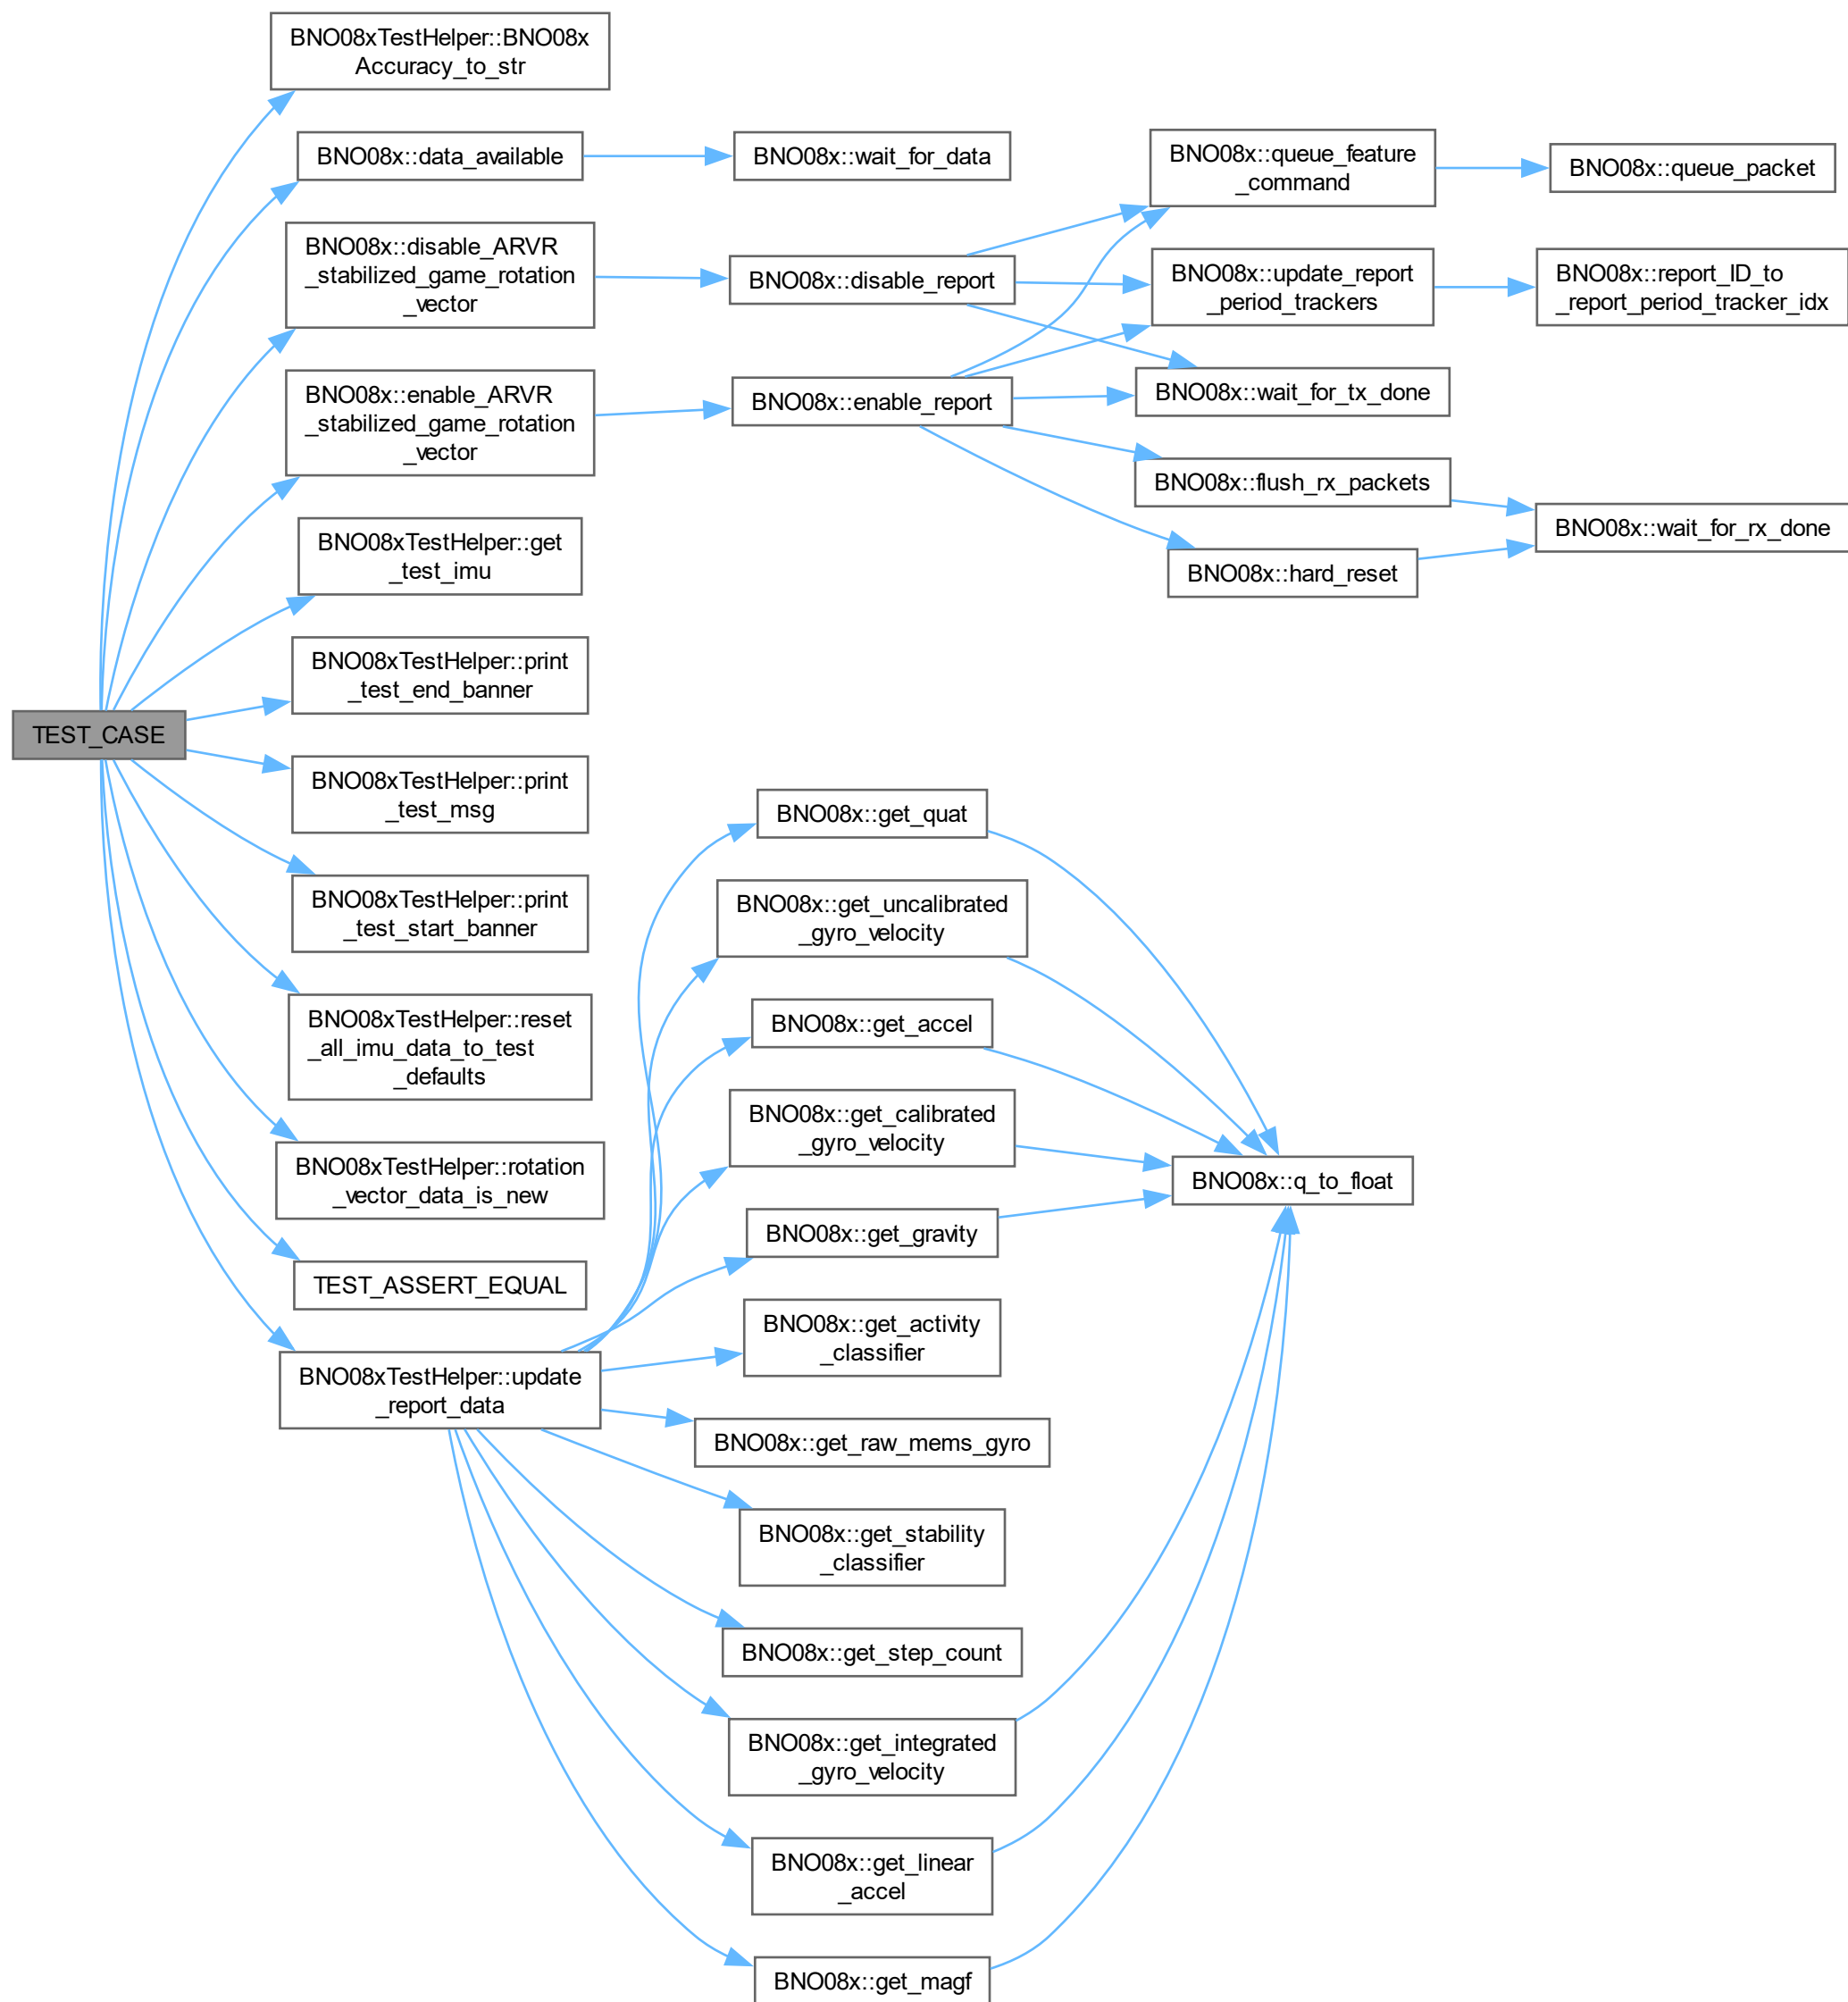 BNO08xTestHelper::BNO08x
Accuracy_to_str
BNO08x::data_available
BNO08x::wait_for_data
BNO08x::queue_feature
_command
BNO08x::queue_packet
BNO08x::disable_ARVR
_stabilized_game_rotation
_vector
BNO08x::disable_report
BNO08x::update_report
_period_trackers
BNO08x::report_ID_to
_report_period_tracker_idx
BNO08x::enable_ARVR
_stabilized_game_rotation
_vector
BNO08x::enable_report
BNO08x::wait_for_tx_done
BNO08x::flush_rx_packets
BNO08x::wait_for_rx_done
BNO08x::hard_reset
BNO08xTestHelper::get
_test_imu
BNO08xTestHelper::print
_test_end_banner
TEST_CASE
BNO08xTestHelper::print
_test_msg
BNO08xTestHelper::print
_test_start_banner
BNO08xTestHelper::reset
_all_imu_data_to_test
_defaults
BNO08xTestHelper::rotation
_vector_data_is_new
TEST_ASSERT_EQUAL
BNO08xTestHelper::update
_report_data
BNO08x::get_quat
BNO08x::get_uncalibrated
_gyro_velocity
BNO08x::get_accel
BNO08x::get_calibrated
_gyro_velocity
BNO08x::q_to_float
BNO08x::get_gravity
BNO08x::get_activity
_classifier
BNO08x::get_raw_mems_gyro
BNO08x::get_stability
_classifier
BNO08x::get_step_count
BNO08x::get_integrated
_gyro_velocity
BNO08x::get_linear
_accel
BNO08x::get_magf